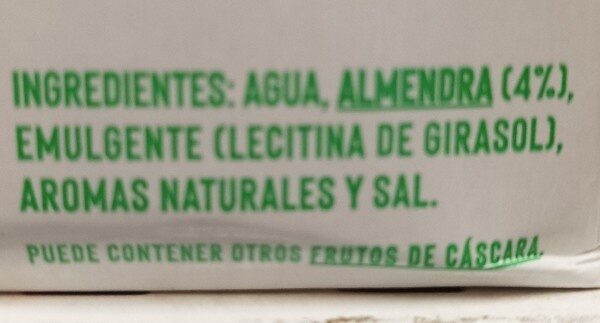 INGREDIENTES: AGUA, ALMENDRA (4%),
EMULGENTE (LECITINA DE GIRASOL),
AROMAS NATURALES Y SAL.
PUEDE CONTENER OTROS FRUTOS DE CÁSCARA.